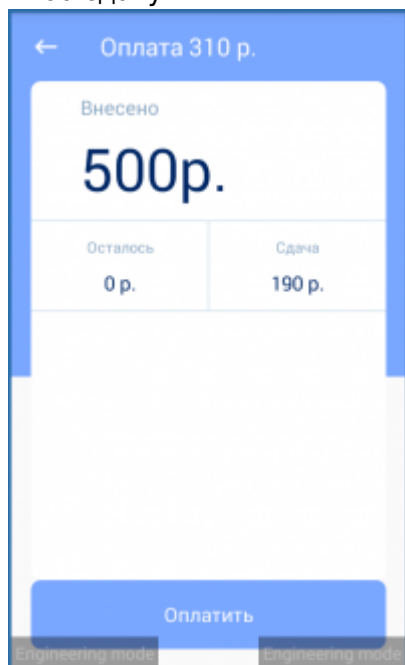 ← Оплата 310 р.
Внесено
500р.
Осталось Сдача
0 р. 190 р.
Оплатить
Engineering mode Engineering mode